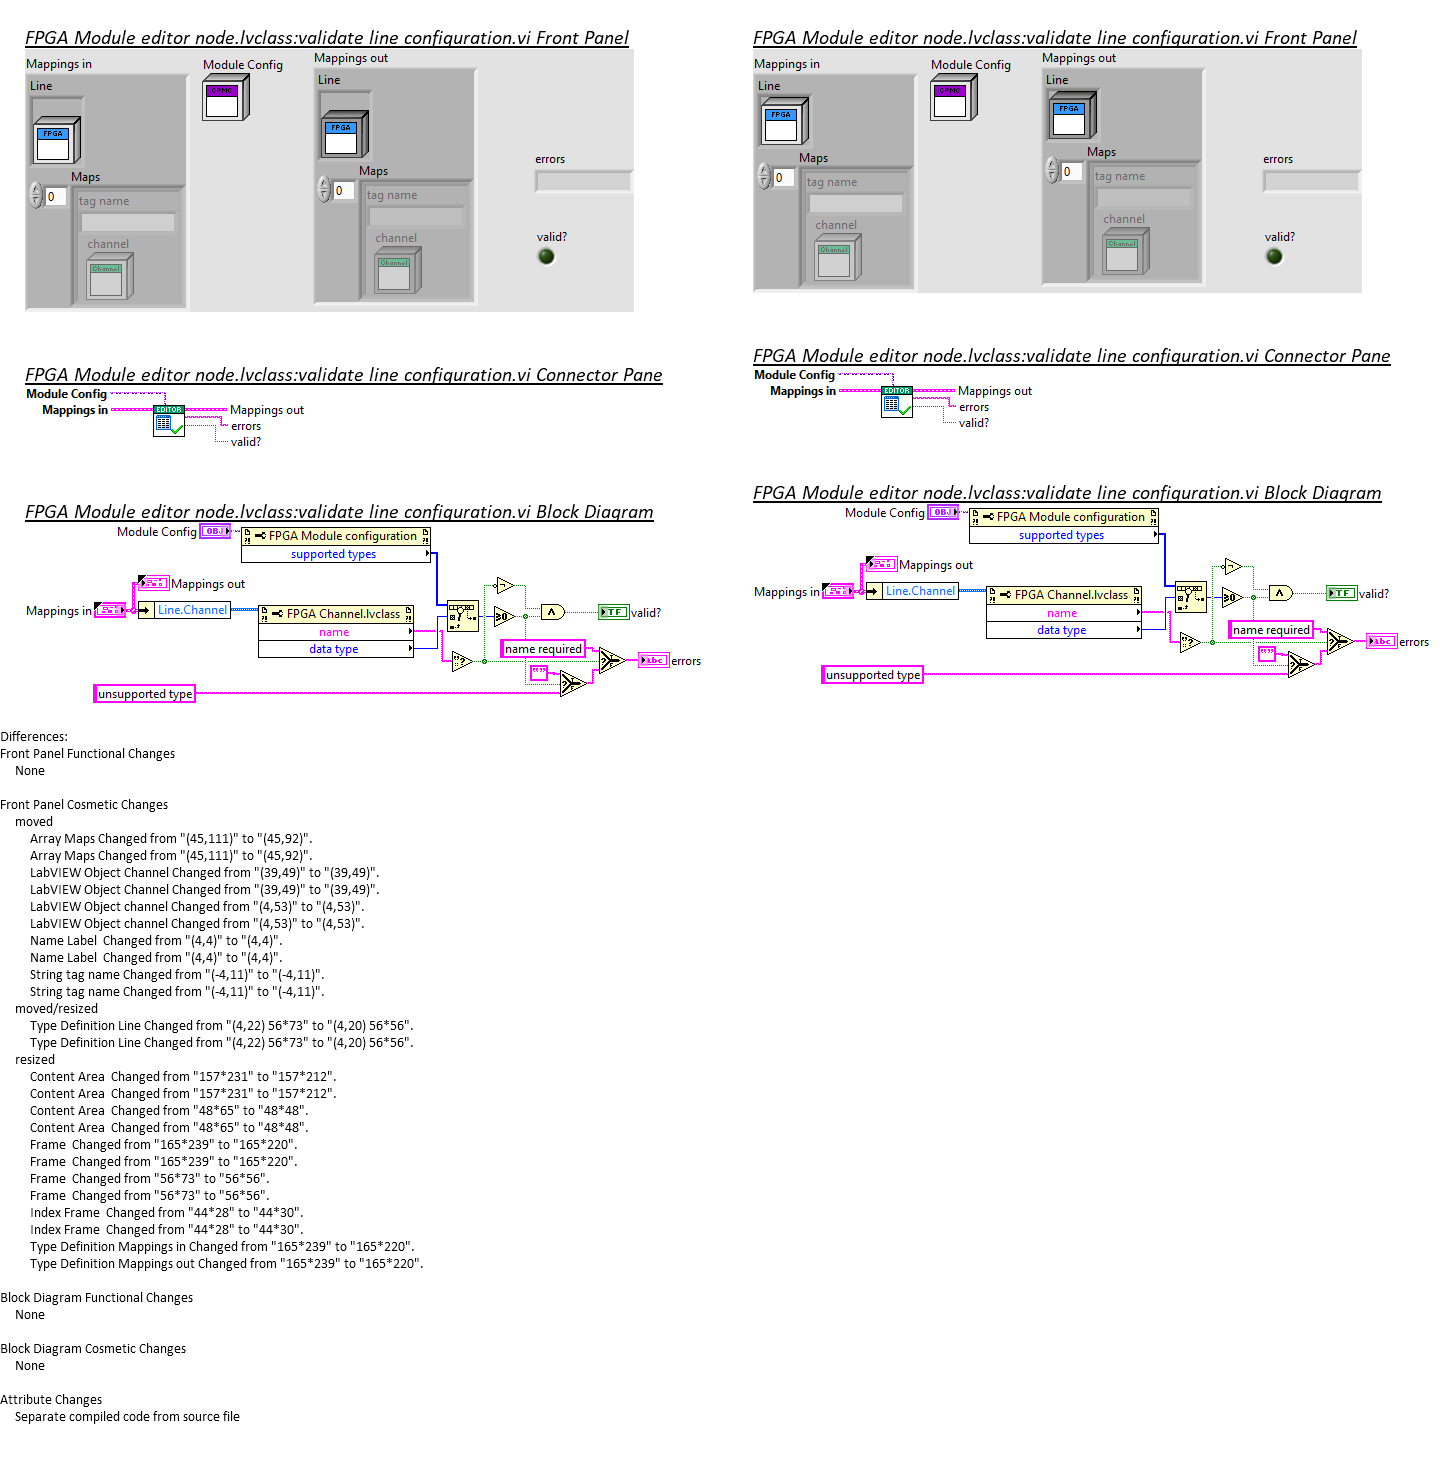 FPGA Module editor node.lvclass:validate line configuration.vi Front Panel
Mappings in
Module Config
Mappings out
Line
Line
CFMC
FPGA
FPGA
errors
Maps
Maps
0
0
tag name
tag name
valid?
channel
channel
Channel
Channel
FPGA Module editor node.lvclass:validate line configuration.vi Connector Pane
Module Config
Mappings in
EDITOR
Mappings out
errors
valid?
FPGA Module editor node.lvclass:validate line configuration.vi Block Diagram
Module Config
OBJ
FPGA Module configuration
supported types
Mappings out
Mappings in
Line.Channel
FPGA Channel.lvclass
name
data type
≥0
TF
valid?
name required
abc
errors
unsupported type
FPGA Module editor node.lvclass:validate line configuration.vi Front Panel
Mappings in
Module Config
Mappings out
Line
Line
CFMC
FPGA
FPGA
errors
Maps
Maps
0
0
tag name
tag name
valid?
channel
channel
Channel
Channel
FPGA Module editor node.lvclass:validate line configuration.vi Connector Pane
Module Config
Mappings in
EDITOR
Mappings out
errors
valid?
FPGA Module editor node.lvclass:validate line configuration.vi Block Diagram
Module Config
OBJ
FPGA Module configuration
supported types
Mappings out
Mappings in
Line.Channel
FPGA Channel.lvclass
name
data type
≥0
TF
valid?
name required
abc
errors
unsupported type
Differences:
Front Panel Functional Changes
None
Front Panel Cosmetic Changes
moved
Array Maps Changed from "(45,111)" to "(45,92)".
Array Maps Changed from "(45,111)" to "(45,92)".
LabVIEW Object Channel Changed from "(39,49)" to "(39,49)".
LabVIEW Object Channel Changed from "(39,49)" to "(39,49)".
LabVIEW Object channel Changed from "(4,53)" to "(4,53)".
LabVIEW Object channel Changed from "(4,53)" to "(4,53)".
Name Label  Changed from "(4,4)" to "(4,4)".
Name Label  Changed from "(4,4)" to "(4,4)".
String tag name Changed from "(-4,11)" to "(-4,11)".
String tag name Changed from "(-4,11)" to "(-4,11)".
moved/resized
Type Definition Line Changed from "(4,22) 56*73" to "(4,20) 56*56".
Type Definition Line Changed from "(4,22) 56*73" to "(4,20) 56*56".
resized
Content Area  Changed from "157*231" to "157*212".
Content Area  Changed from "157*231" to "157*212".
Content Area  Changed from "48*65" to "48*48".
Content Area  Changed from "48*65" to "48*48".
Frame  Changed from "165*239" to "165*220".
Frame  Changed from "165*239" to "165*220".
Frame  Changed from "56*73" to "56*56".
Frame  Changed from "56*73" to "56*56".
Index Frame  Changed from "44*28" to "44*30".
Index Frame  Changed from "44*28" to "44*30".
Type Definition Mappings in Changed from "165*239" to "165*220".
Type Definition Mappings out Changed from "165*239" to "165*220".
Block Diagram Functional Changes
None
Block Diagram Cosmetic Changes
None
Attribute Changes
Separate compiled code from source file